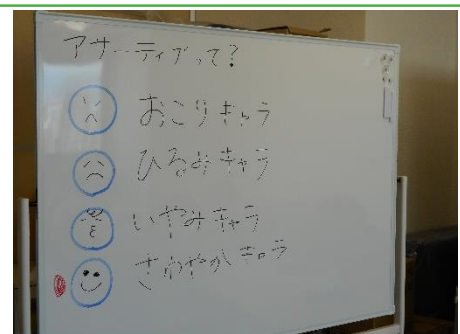 アサーティブって?
おこりキャラ
ひるみキャラ
いやみキャラ
さわやかキャラ